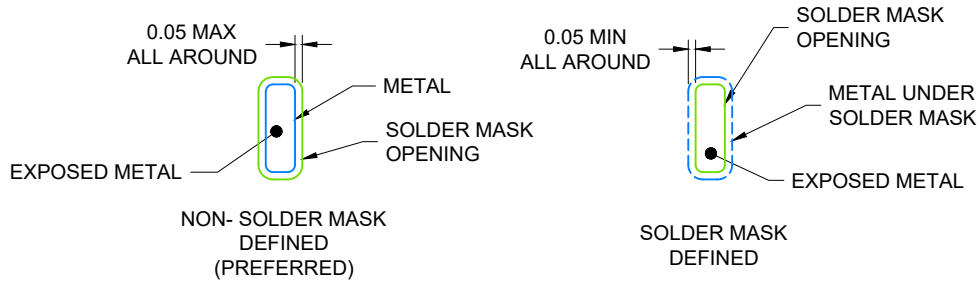 0.05 MAX
ALL AROUND
METAL
SOLDER MASK
OPENING
EXPOSED METAL
NON- SOLDER MASK
DEFINED
(PREFERRED)
SOLDER MASK
OPENING
0.05 MIN
ALL AROUND
METAL UNDER
SOLDER MASK
EXPOSED METAL
SOLDER MASK
DEFINED